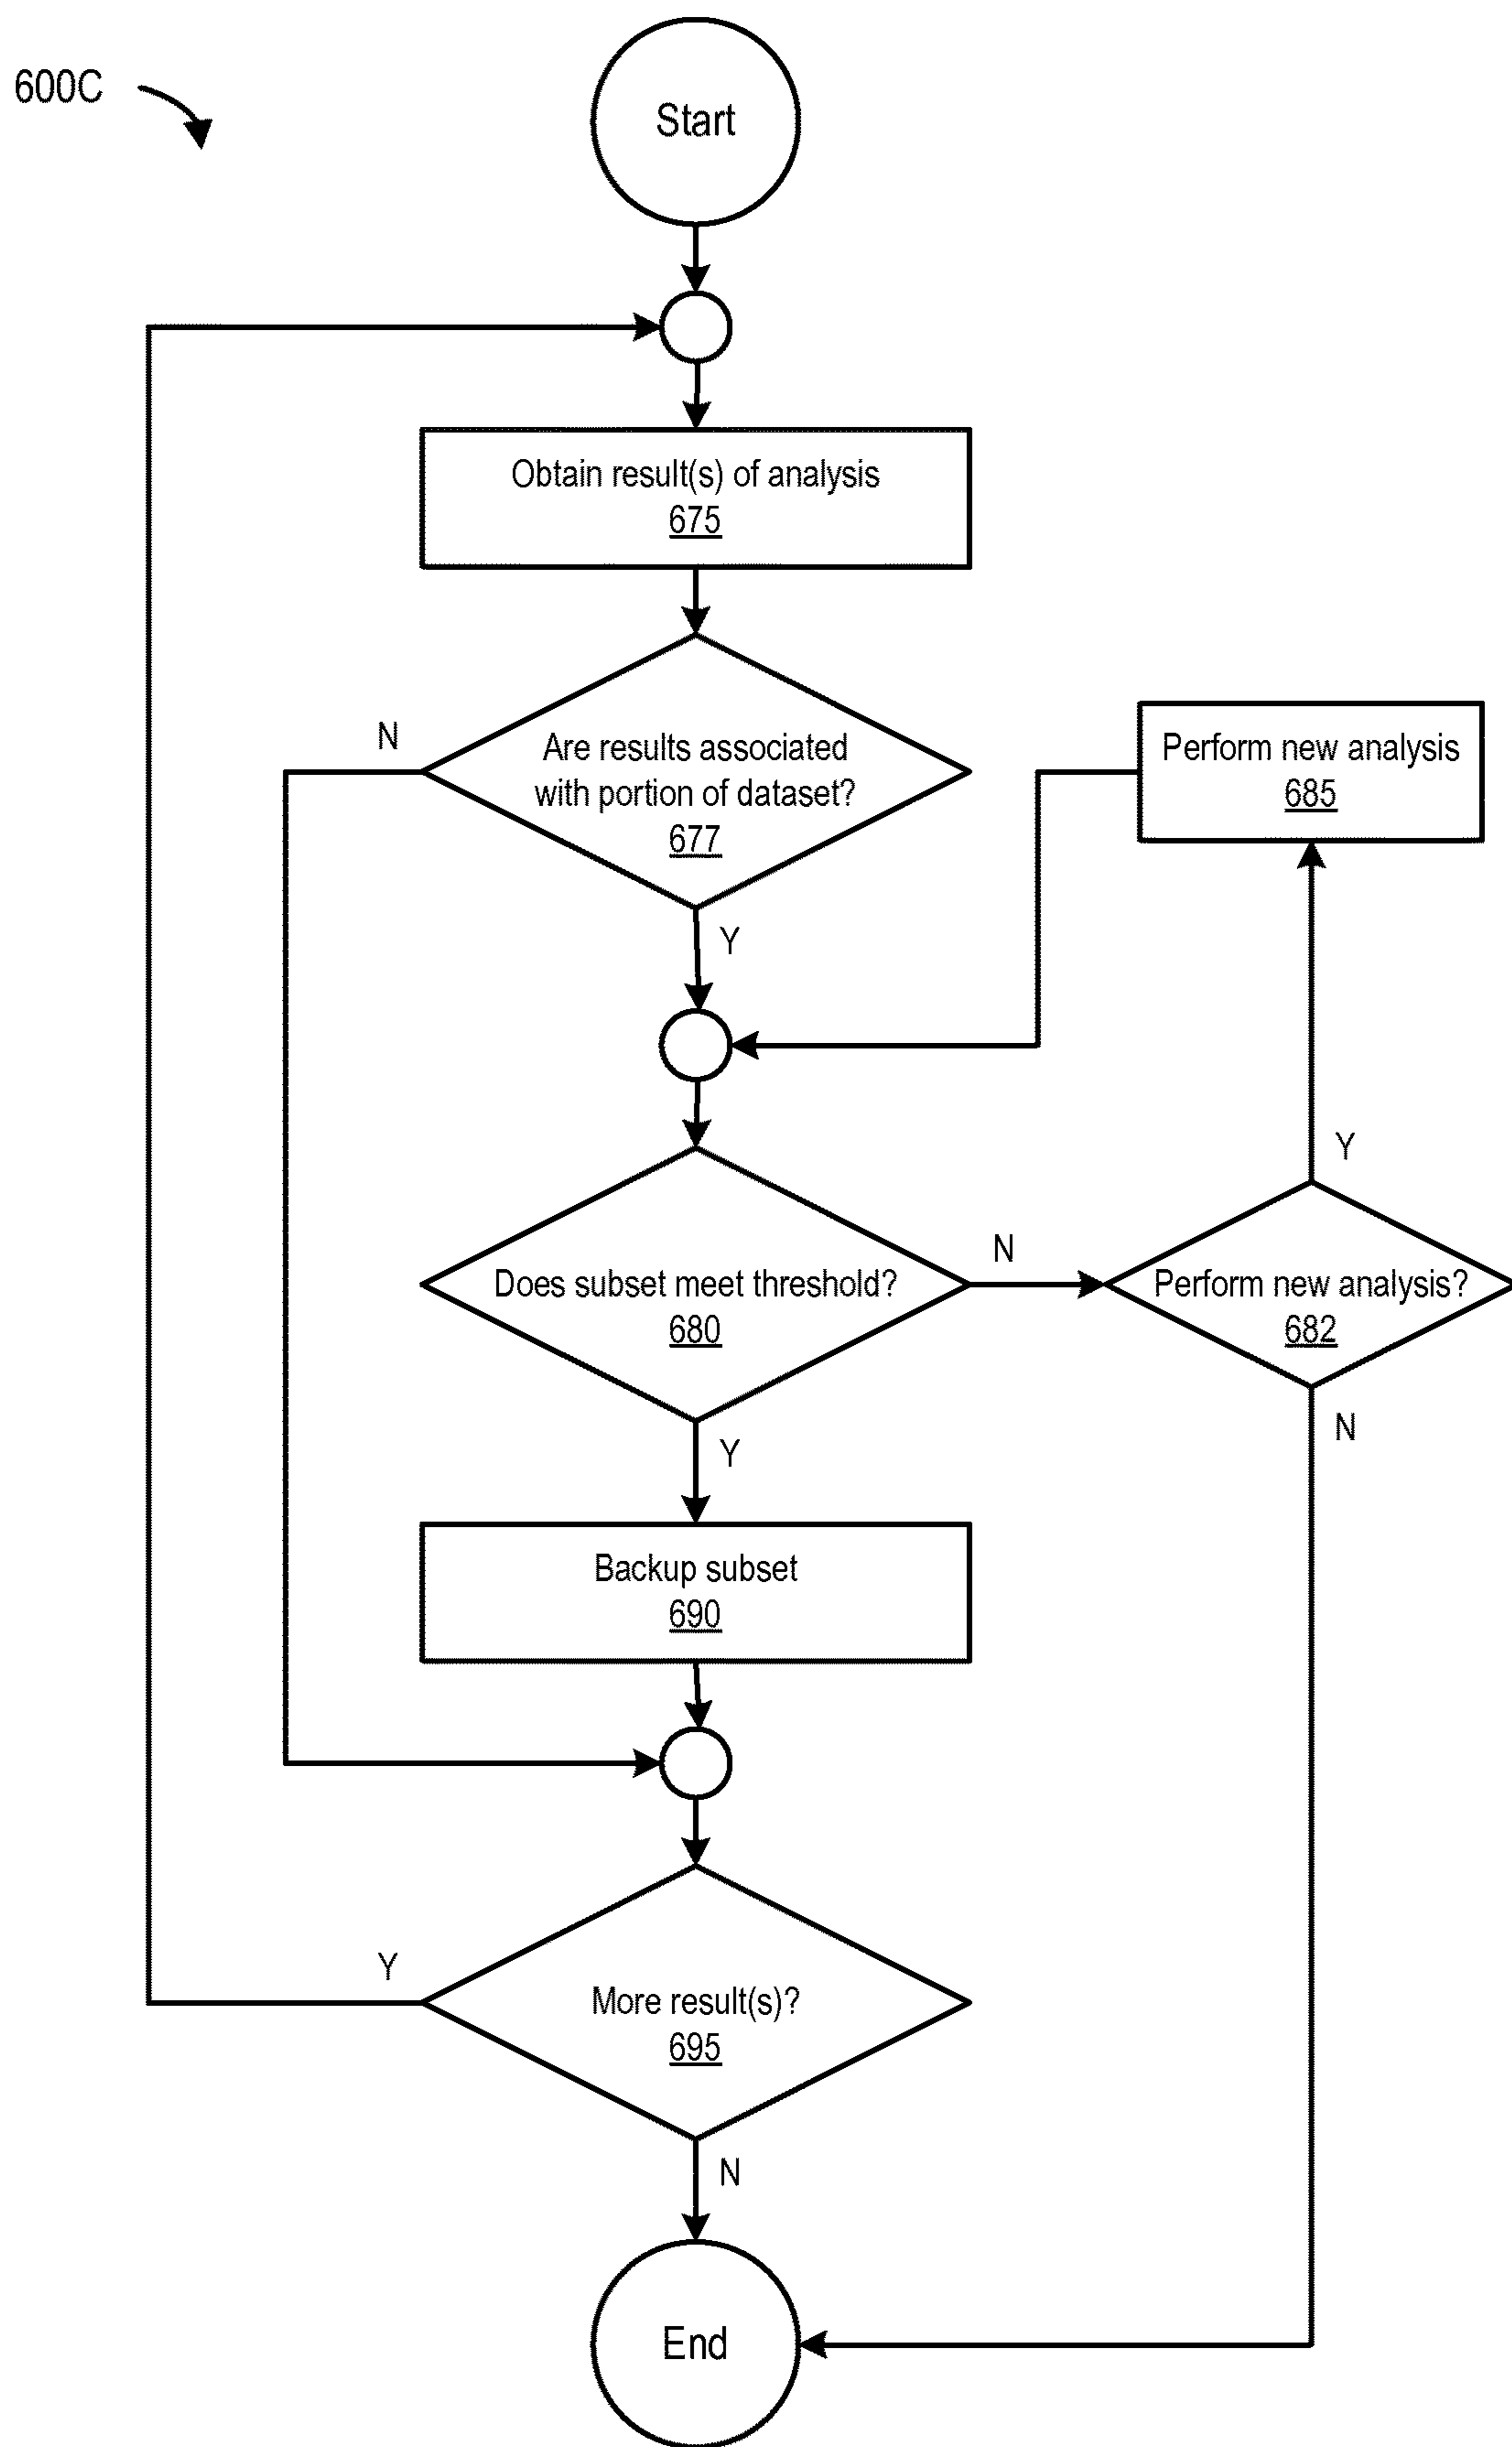 600C
Start
Obtain result(s) of analysis
675
N
Are results associated
with portion of dataset?
677
Perform new analysis
685
Y
Y
Does subset meet threshold?
680
N
Perform new analysis?
682
Y
N
Backup subset
690
Y
More result(s)?
695
N
End